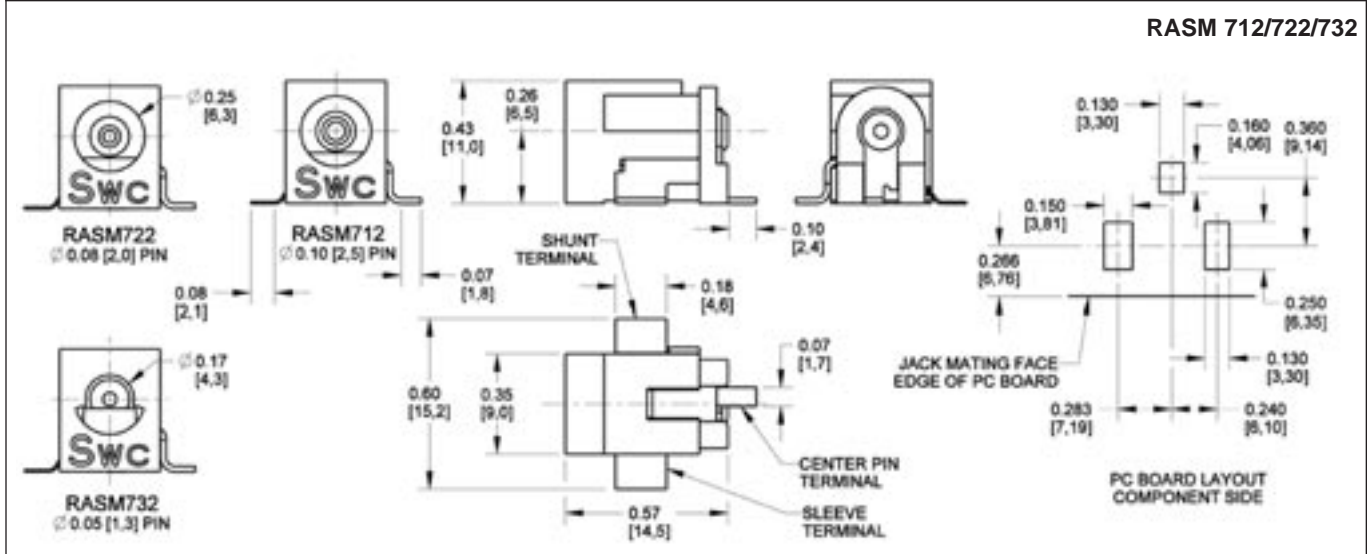 RASM 712/722/732
Ø 0.25
[6,3]
SWC
RASM722
Ø 0.08 [2,0] PIN
SWC
RASM712
Ø 0.10 [2,5] PIN
0.08
[2,1]
0.07
[1,8]
0.43
[11,0]
0.26
[6,5]
0.10
[2,4]
Ø 0.17
[4,3]
SWC
RASM732
Ø 0.05 [1,3] PIN
SHUNT
TERMINAL
0.18
[4,6]
0.60
[15,2]
0.35
[9,0]
0.07
[1,7]
0.57
[14,5]
CENTER PIN
TERMINAL
SLEEVE
TERMINAL
0.130
[3,30]
0.160
[4,06]
0.360
[9,14]
0.150
[3,81]
0.266
[6,76]
0.250
[6,35]
JACK MATING FACE
EDGE OF PC BOARD
0.130
[3,30]
0.283
[7,19]
0.240
[6,10]
PC BOARD LAYOUT
COMPONENT SIDE